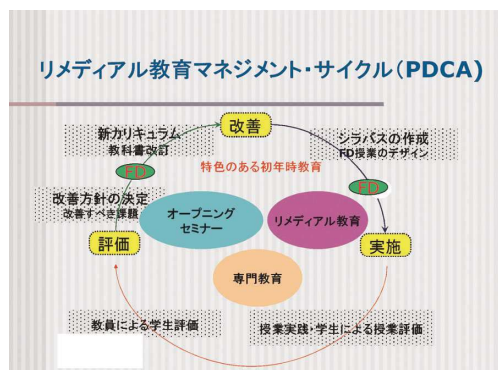 リメディアル教育マネジメント・サイクル(PDCA)
改善
新カリキュラム
教科書改訂
シラバスの作成
FD授業のデザイン
特色のある初年時教育
FD
FD
改善方針の決定
改善すべき課題
オープニング
セミナー
リメディアル教育
評価
実施
専門教育
教員による学生評価
授業実践・学生による授業評価